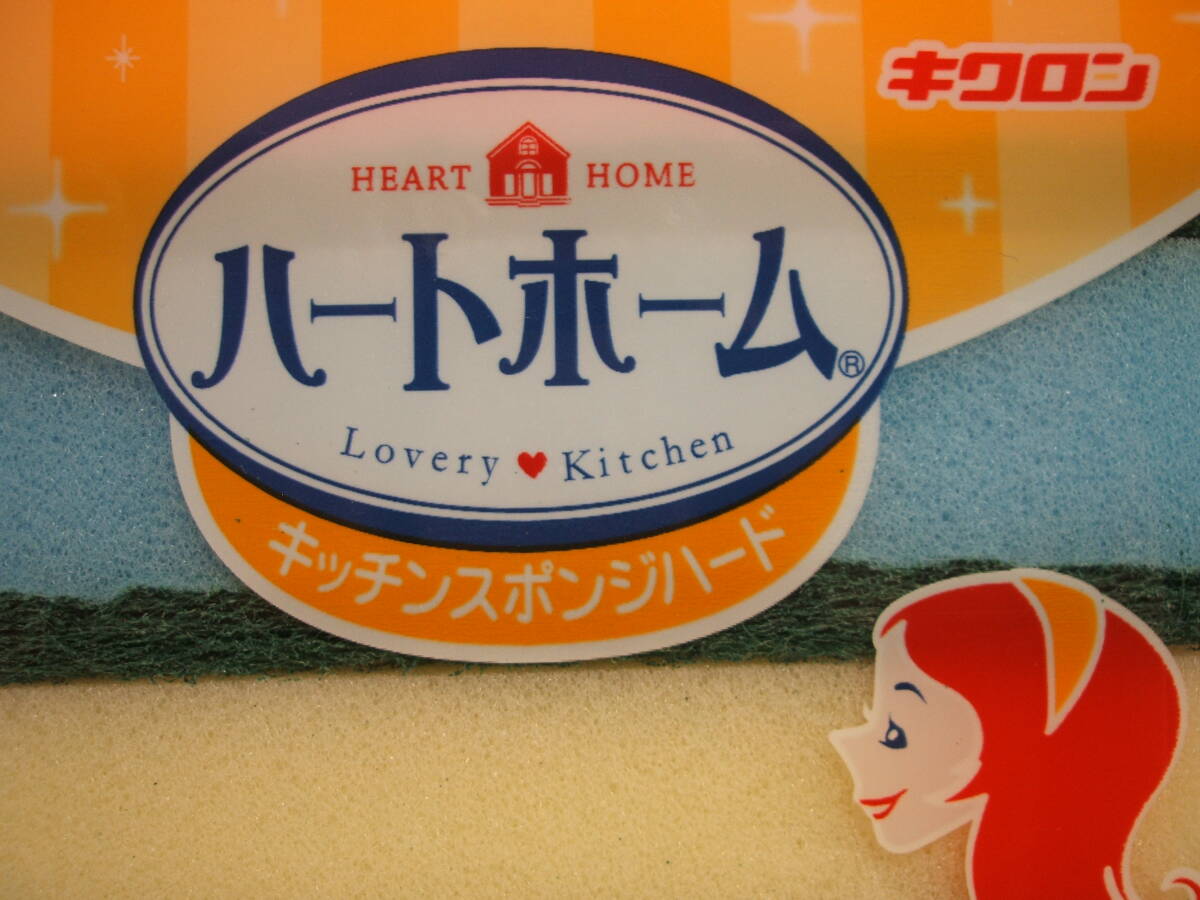 キクロン
HEART HOME
ハートホーム®
Lovery ♥ Kitchen
キッチンスポンジハード